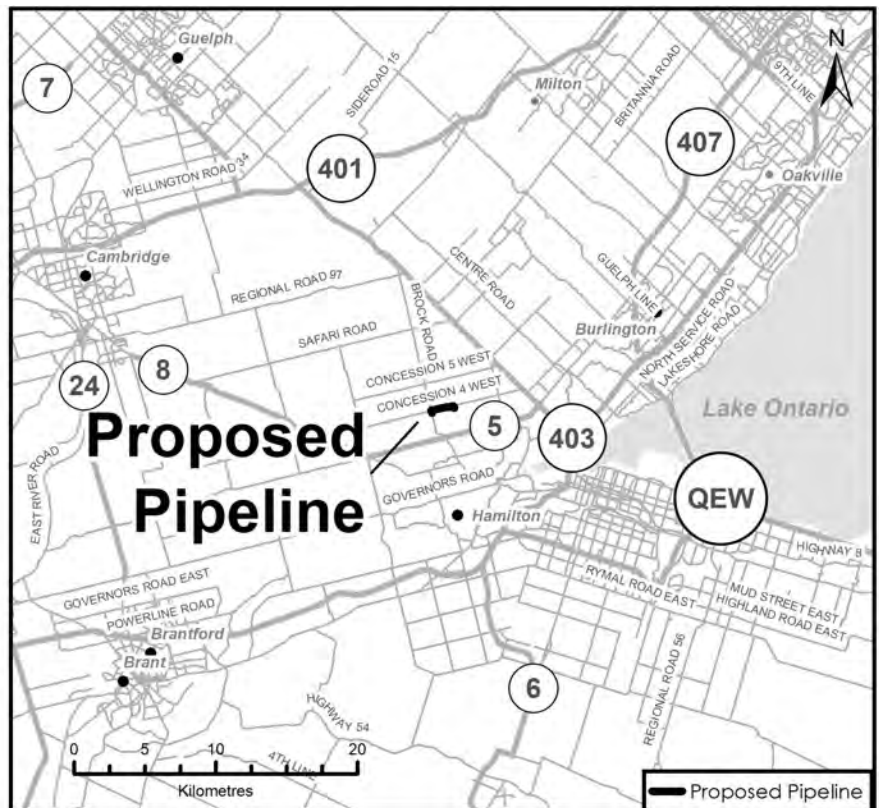 Guelph
N
7
SIDEROAD 15
Milton
BRITANNIA ROAD
9TH LINE
401
407
WELLINGTON ROAD 34
Oakville
Cambridge
REGIONAL ROAD 97
BROCK ROAD
CENTRE ROAD
GUELPH LINE
SAFARI ROAD
Burlington
NORTH SERVICE ROAD
LAKESHORE ROAD
CONCESSION 5 WEST
CONCESSION 4 WEST
24
8
Lake Ontario
5
403
Proposed
Pipeline
EAST RIVER ROAD
GOVERNORS ROAD
QEW
Hamilton
HIGHWAY 8
GOVERNORS ROAD EAST
RYMAL ROAD EAST
MUD STREET EAST
HIGHLAND ROAD EAST
POWERLINE ROAD
Brantford
Brant
REGIONAL ROAD 56
6
HIGHWAY 54
4TH LINE
0 5 10 20
Kilometres
Proposed Pipeline